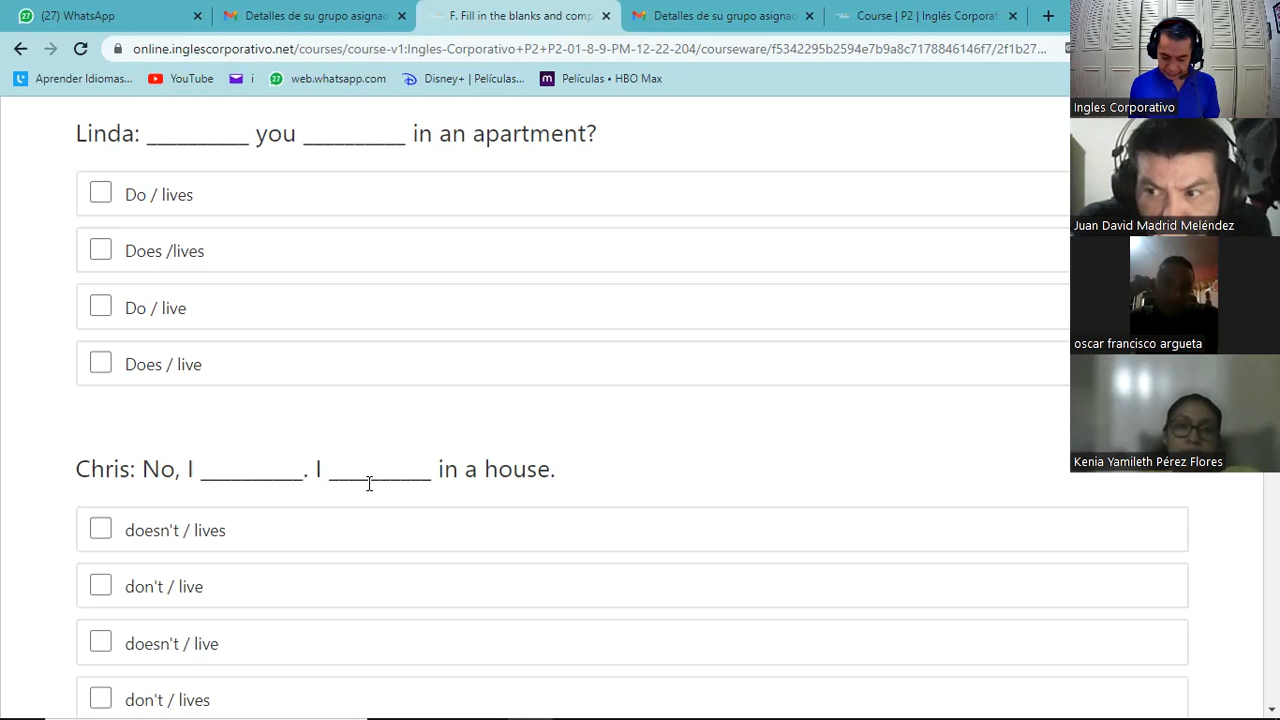 (27) WhatsApp
Detalles de su grupo asignad
F. Fill in the blanks and comp
Detalles de su grupo asignad
Course | P2 | Inglés Corporat
online.inglescorporativo.net/courses/course-v1:Ingles-Corporativo+P2+P2-01-8-9-PM-12-22-204/courseware/f5342295b2594e7b9a8c7178846146f7/2f1b27...
Aprender Idiomas...
YouTube
i
web.whatsapp.com
Disney+ | Películas...
Películas • HBO Max
Linda: __________ you __________ in an apartment?
Do / lives
Does /lives
Do / live
Does / live
Chris: No, I __________. I __________ in a house.
doesn't / lives
don't / live
doesn't / live
don't / lives
Ingles Corporativo
Juan David Madrid Meléndez
oscar francisco argueta
Kenia Yamileth Pérez Flores